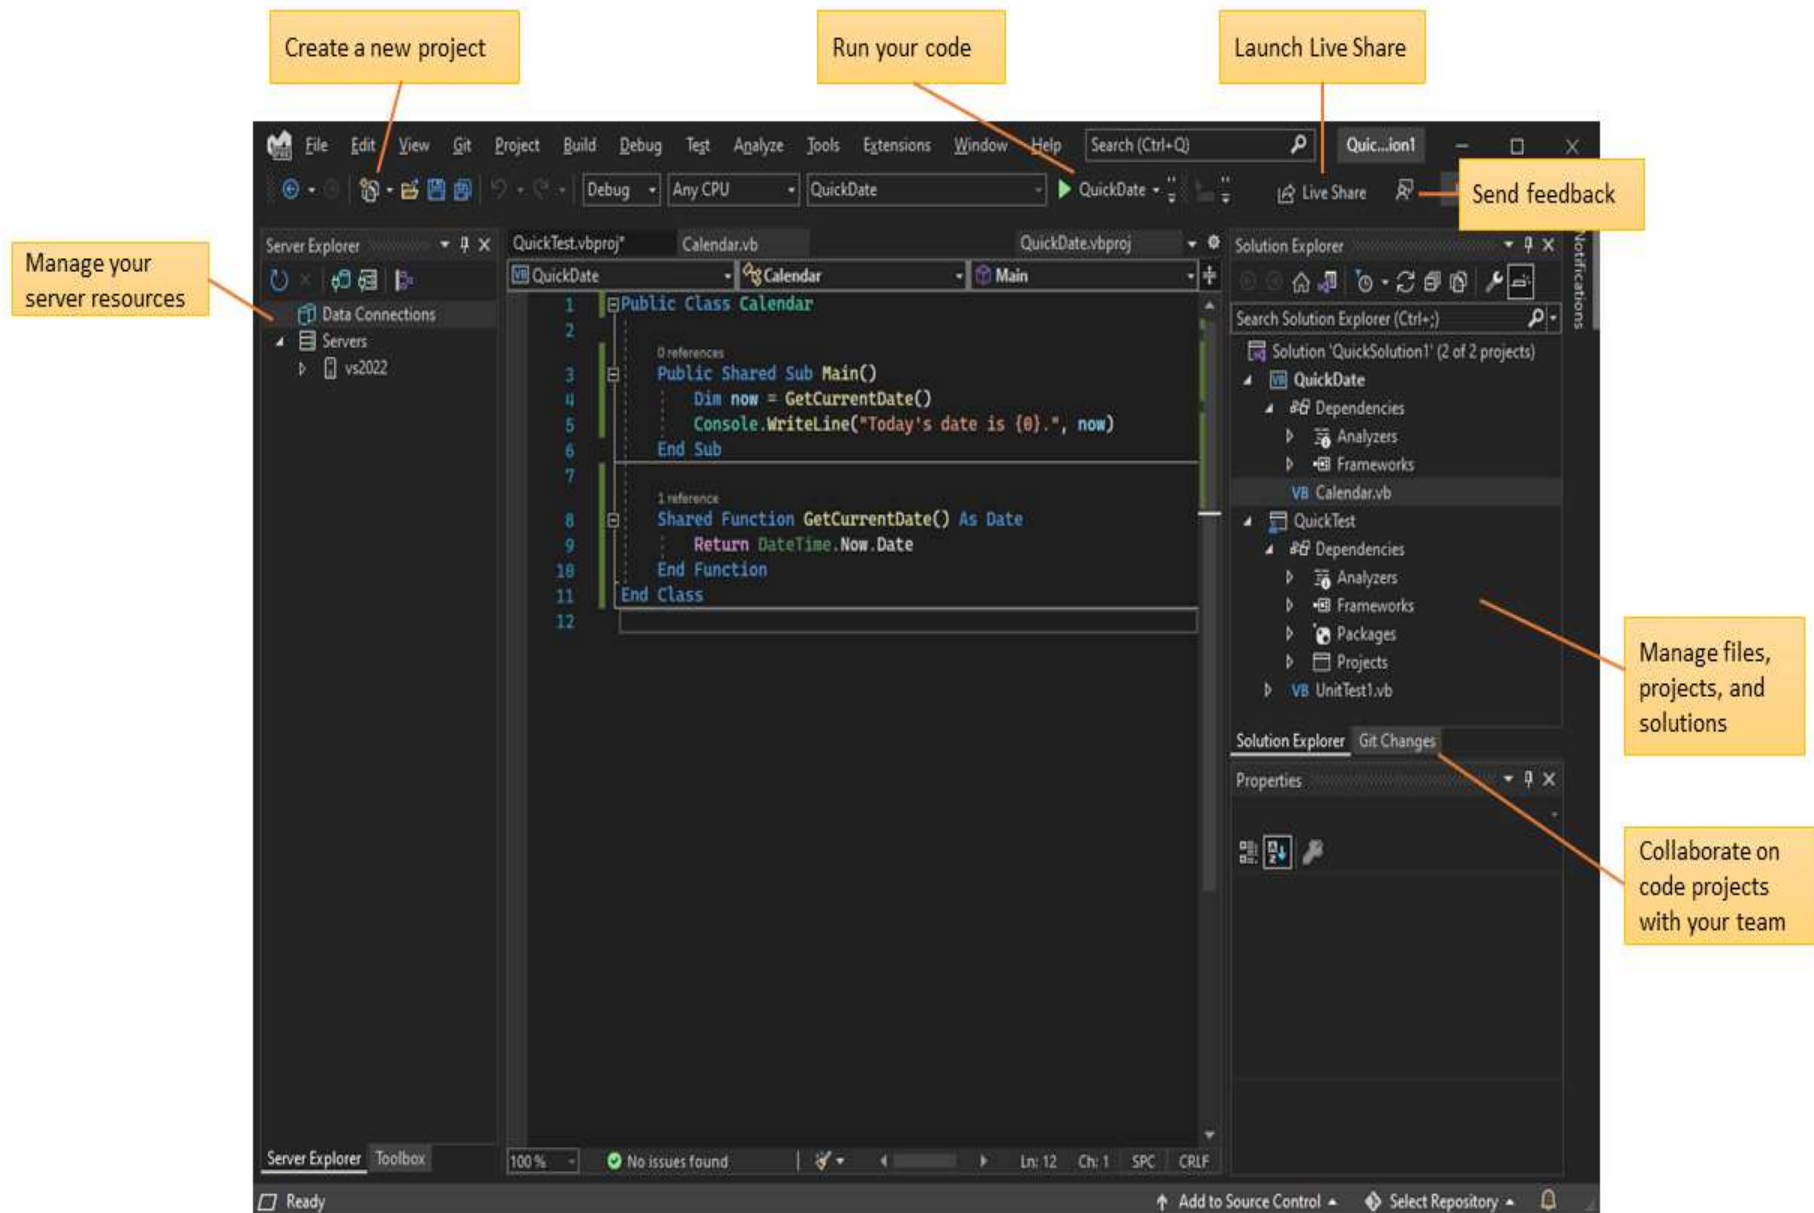 Create a new project
Run your code
Launch Live Share
File Edit View Git Project Build Debug Test Analyze Tools Extensions Window Help Search (Ctrl+Q) Quic...ion1
Debug Any CPU QuickDate QuickDate Live Share
Send feedback
Manage your
server resources
Server Explorer
Data Connections
Servers
vs2022
QuickTest.vbproj* Calendar.vb QuickDate.vbproj
VB QuickDate Calendar Main
1 Public Class Calendar
2
0 references
3 Public Shared Sub Main()
4 Dim now = GetCurrentDate()
5 Console.WriteLine("Today's date is {0}.", now)
6 End Sub
7
1 reference
8 Shared Function GetCurrentDate() As Date
9 Return DateTime.Now.Date
10 End Function
11 End Class
12
Solution Explorer
Notifications
Search Solution Explorer (Ctrl+;)
Solution 'QuickSolution1' (2 of 2 projects)
VB QuickDate
Dependencies
Analyzers
Frameworks
VB Calendar.vb
QuickTest
Dependencies
Analyzers
Frameworks
Packages
Projects
VB UnitTest1.vb
Solution Explorer Git Changes
Manage files,
projects, and
solutions
Properties
Collaborate on
code projects
with your team
Server Explorer Toolbox
100 % No issues found Ln: 12 Ch: 1 SPC CRLF
Ready Add to Source Control Select Repository